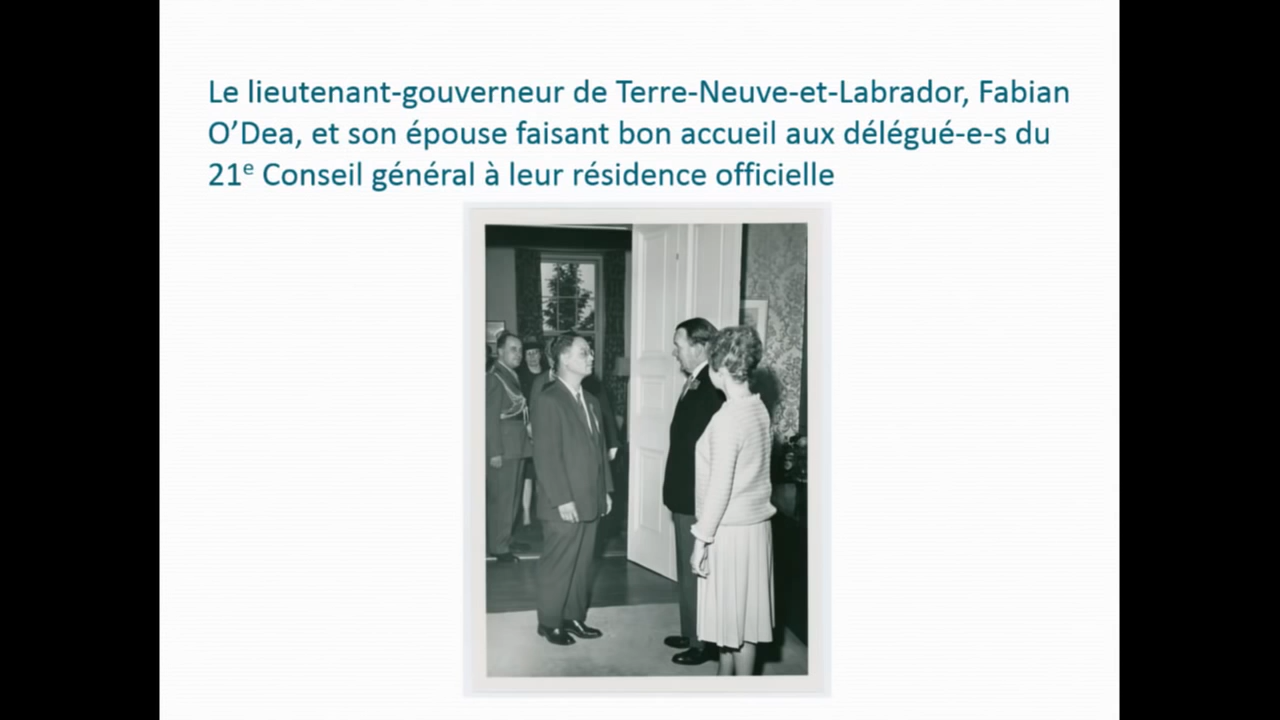 Le lieutenant-gouverneur de Terre-Neuve-et-Labrador, Fabian
O’Dea, et son épouse faisant bon accueil aux délégué-e-s du
21e Conseil général à leur résidence officielle